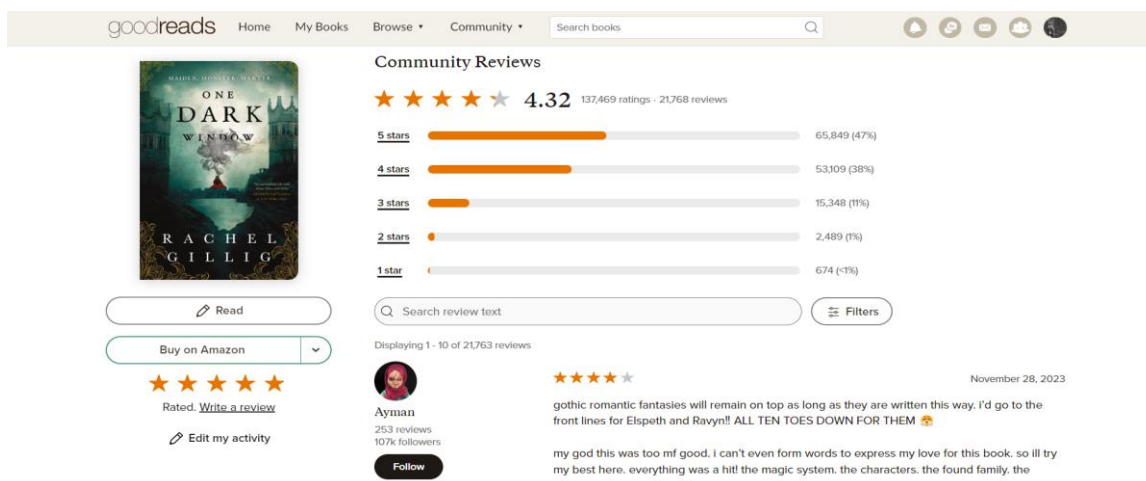 goodreads Home My Books Browse Community Search books
MAIDEN. MONSTER. MARTYR.
ONE
DARK
WINDOW
RACHEL
GILLIG
Read
Buy on Amazon
Rated. Write a review
Edit my activity
Community Reviews
4.32 137,469 ratings · 21,768 reviews
5 stars 65,849 (47%)
4 stars 53,109 (38%)
3 stars 15,348 (11%)
2 stars 2,489 (1%)
1 star 674 (<1%)
Search review text Filters
Displaying 1 - 10 of 21,763 reviews
Ayman
253 reviews
107k followers
Follow
November 28, 2023
gothic romantic fantasies will remain on top as long as they are written this way. i'd go to the
front lines for Elspeth and Ravyn!! ALL TEN TOES DOWN FOR THEM 😤
my god this was too mf good. i can't even form words to express my love for this book. so ill try
my best here. everything was a hit! the magic system. the characters. the found family. the